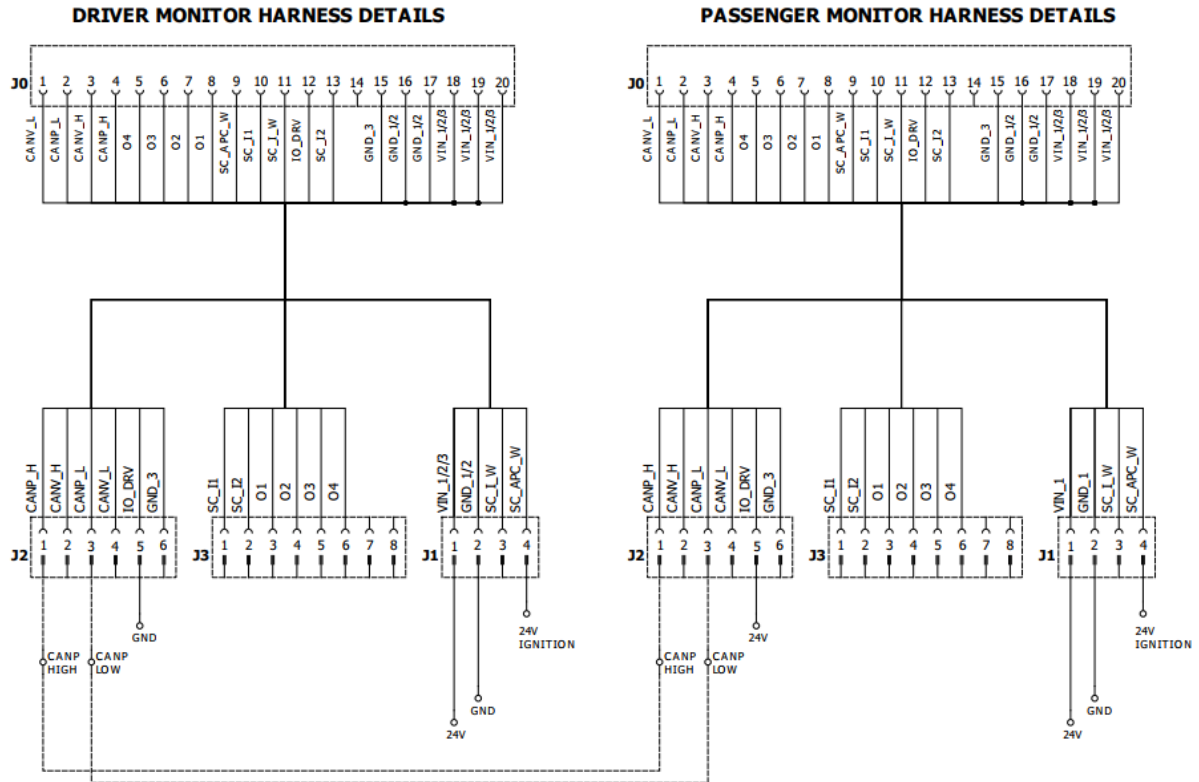 DRIVER MONITOR HARNESS DETAILS
J0 1 2 3 4 5 6 7 8 9 10 11 12 13 14 15 16 17 18 19 20
CANV_L CANP_L CANV_H CANP_H O4 O3 O2 O1 SC_APC_W SC_I1 SC_I_W IO_DRV SC_I2 GND_3 GND_1/2 GND_1/2 VIN_1/2/3 VIN_1/2/3 VIN_1/2/3
CANP_H CANV_H CANP_L CANV_L IO_DRV GND_3
J2 1 2 3 4 5 6
GND
CANP
HIGH
CANP
LOW
SC_I1 SC_I2 O1 O2 O3 O4
J3 1 2 3 4 5 6 7 8
VIN_1/2/3 GND_1/2 SC_I_W SC_APC_W
J1 1 2 3 4
24V
IGNITION
GND
24V
PASSENGER MONITOR HARNESS DETAILS
J0 1 2 3 4 5 6 7 8 9 10 11 12 13 14 15 16 17 18 19 20
CANV_L CANP_L CANV_H CANP_H O4 O3 O2 O1 SC_APC_W SC_I1 SC_I_W IO_DRV SC_I2 GND_3 GND_1/2 GND_1/2 VIN_1/2/3 VIN_1/2/3 VIN_1/2/3
CANP_H CANV_H CANP_L CANV_L IO_DRV GND_3
J2 1 2 3 4 5 6
24V
CANP
HIGH
CANP
LOW
SC_I1 SC_I2 O1 O2 O3 O4
J3 1 2 3 4 5 6 7 8
VIN_1 GND_1 SC_I_W SC_APC_W
J1 1 2 3 4
24V
IGNITION
GND
24V